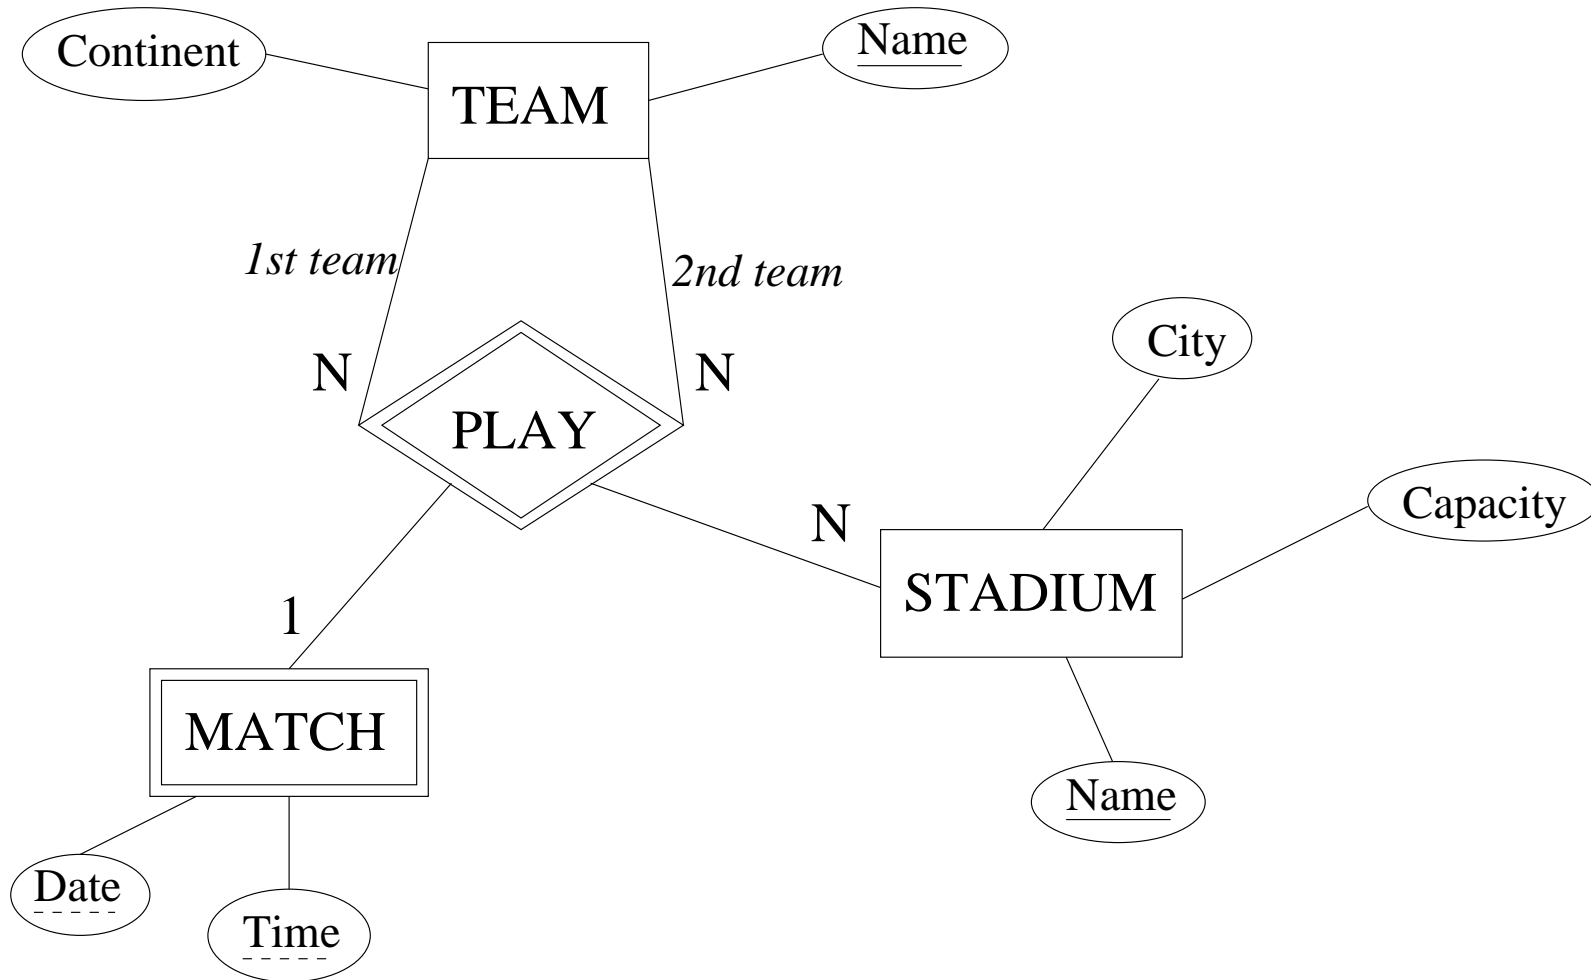 Continent
Name
TEAM
1st team
2nd team
N
N
PLAY
City
Capacity
N
STADIUM
1
MATCH
Name
Date
Time